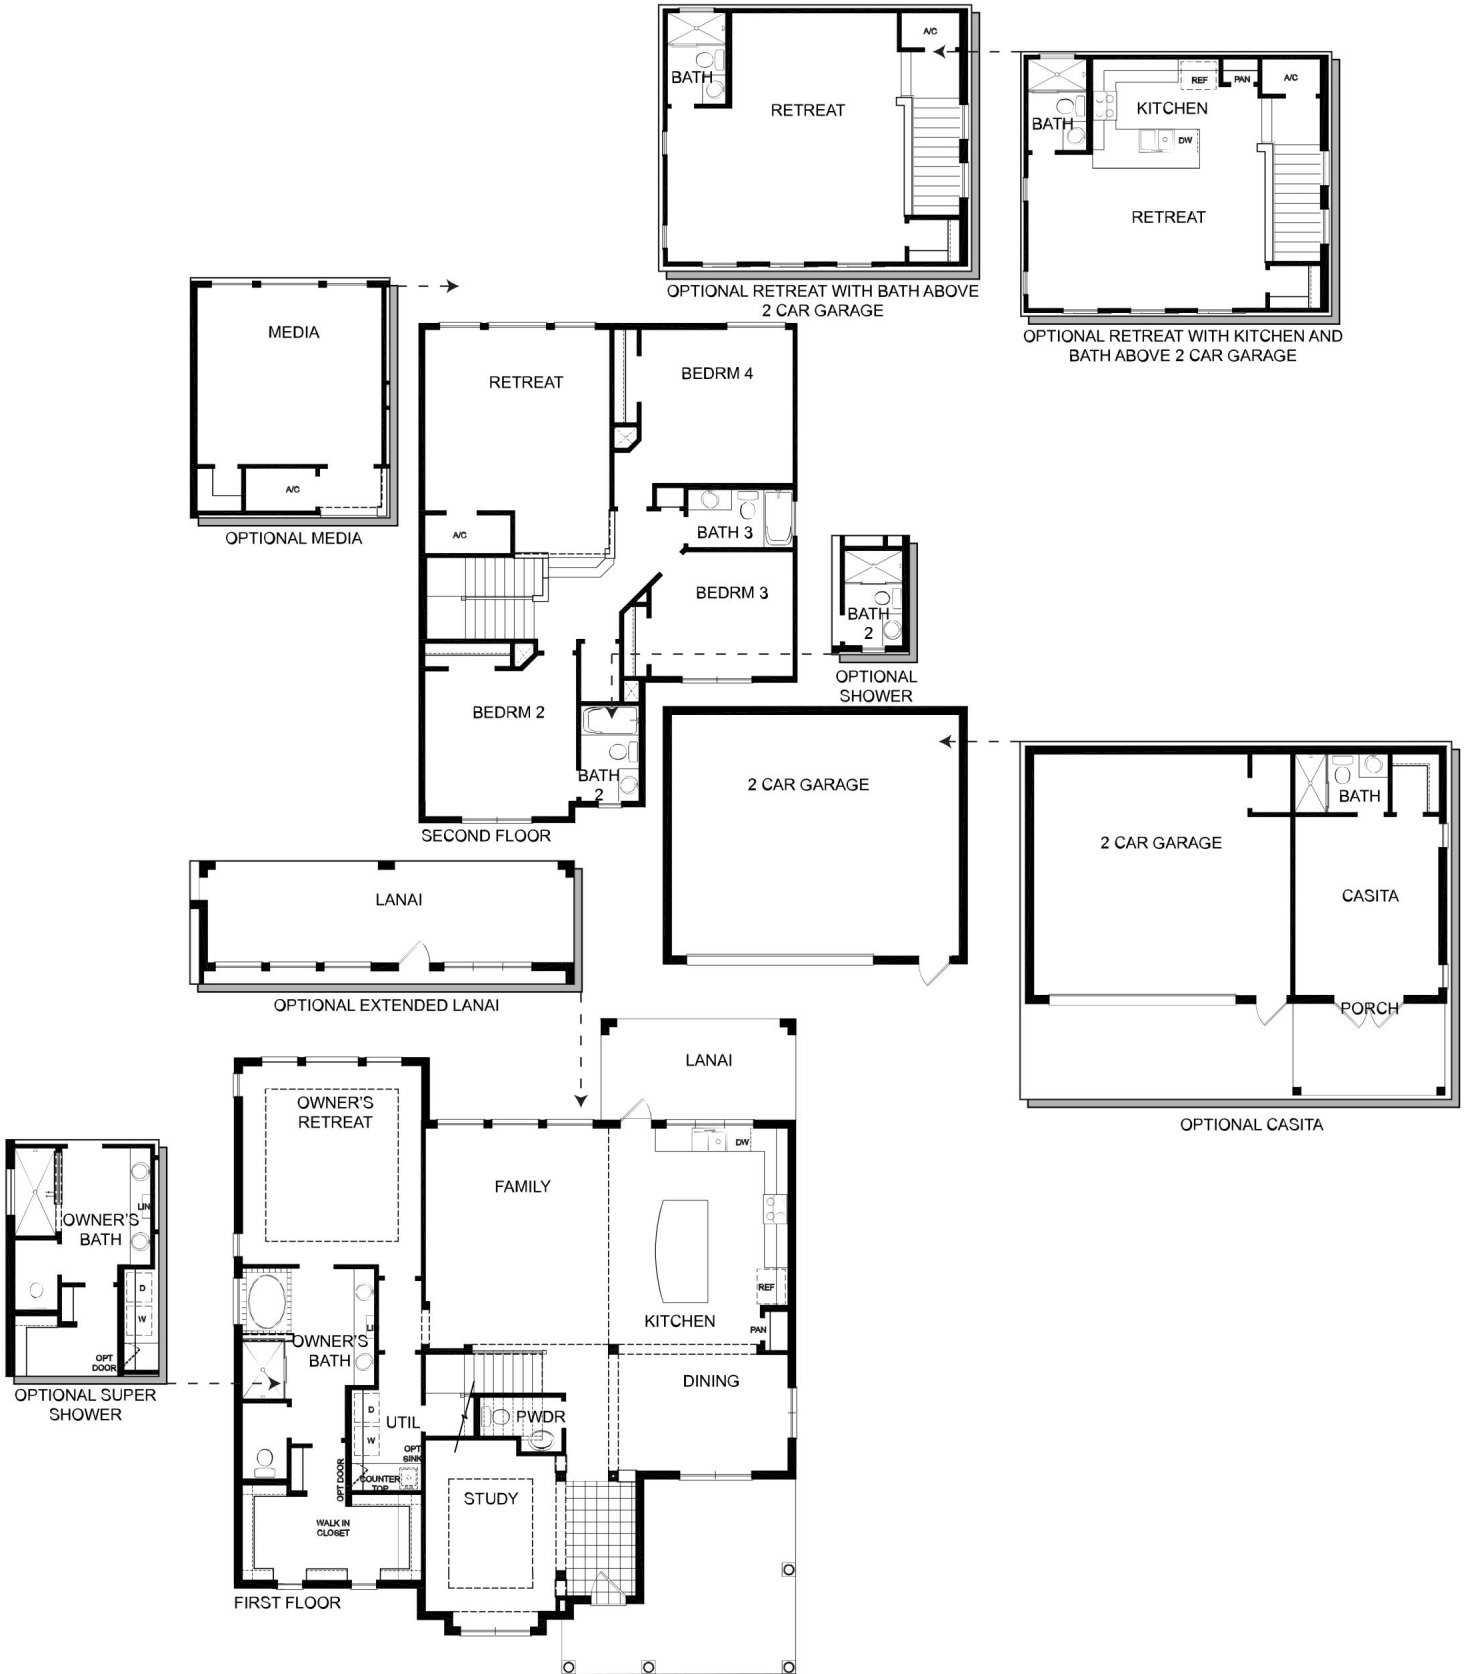 A/C
BATH
RETREAT
OPTIONAL RETREAT WITH BATH ABOVE
2 CAR GARAGE
REF
PAN
A/C
KITCHEN
BATH
DW
RETREAT
OPTIONAL RETREAT WITH KITCHEN AND
BATH ABOVE 2 CAR GARAGE
MEDIA
A/C
OPTIONAL MEDIA
RETREAT
BEDRM 4
BATH 3
A/C
BEDRM 3
BEDRM 2
BATH
2
SECOND FLOOR
BATH
2
OPTIONAL
SHOWER
2 CAR GARAGE
BATH
2 CAR GARAGE
CASITA
PORCH
OPTIONAL CASITA
LANAI
OPTIONAL EXTENDED LANAI
LANAI
OWNER'S
RETREAT
DW
FAMILY
REF
KITCHEN
PAN
LIN
OWNER'S
BATH
D
W
OPT
DOOR
OPTIONAL SUPER
SHOWER
LI
OWNER'S
BATH
DINING
D
W
UTIL
PWDR
OPT
SINK
OPT DOOR
COUNTER
TOP
STUDY
WALK IN
CLOSET
FIRST FLOOR